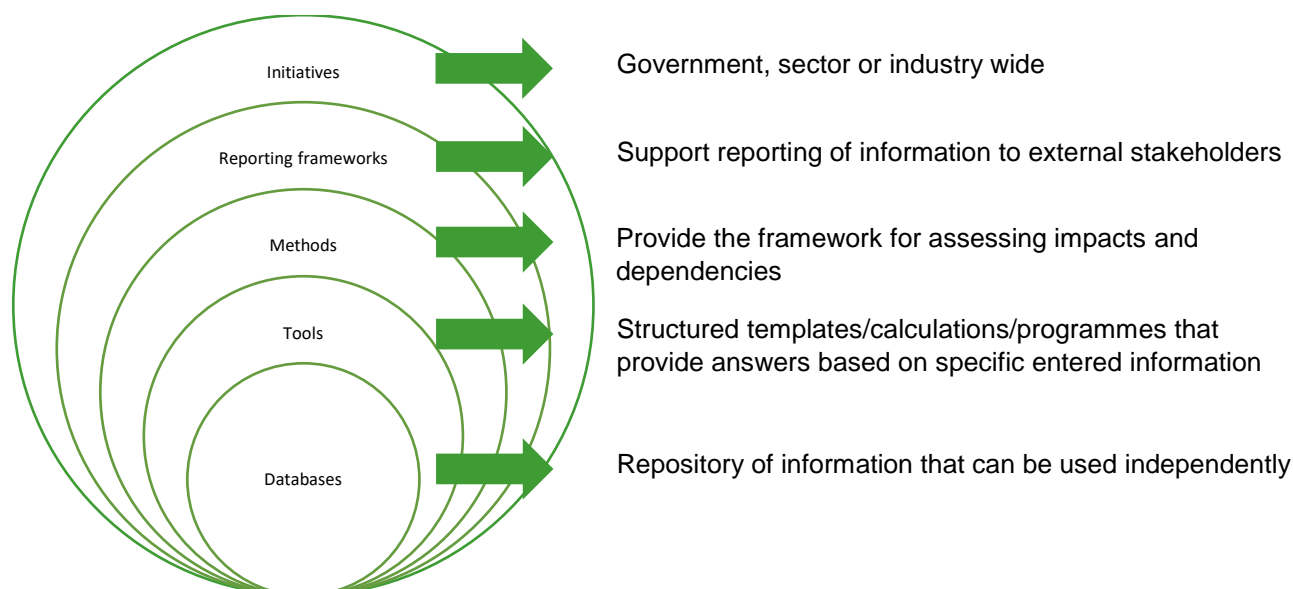 Initiatives
Government, sector or industry wide
Reporting frameworks
Support reporting of information to external stakeholders
Methods
Provide the framework for assessing impacts and
dependencies
Tools
Structured templates/calculations/programmes that
provide answers based on specific entered information
Databases
Repository of information that can be used independently